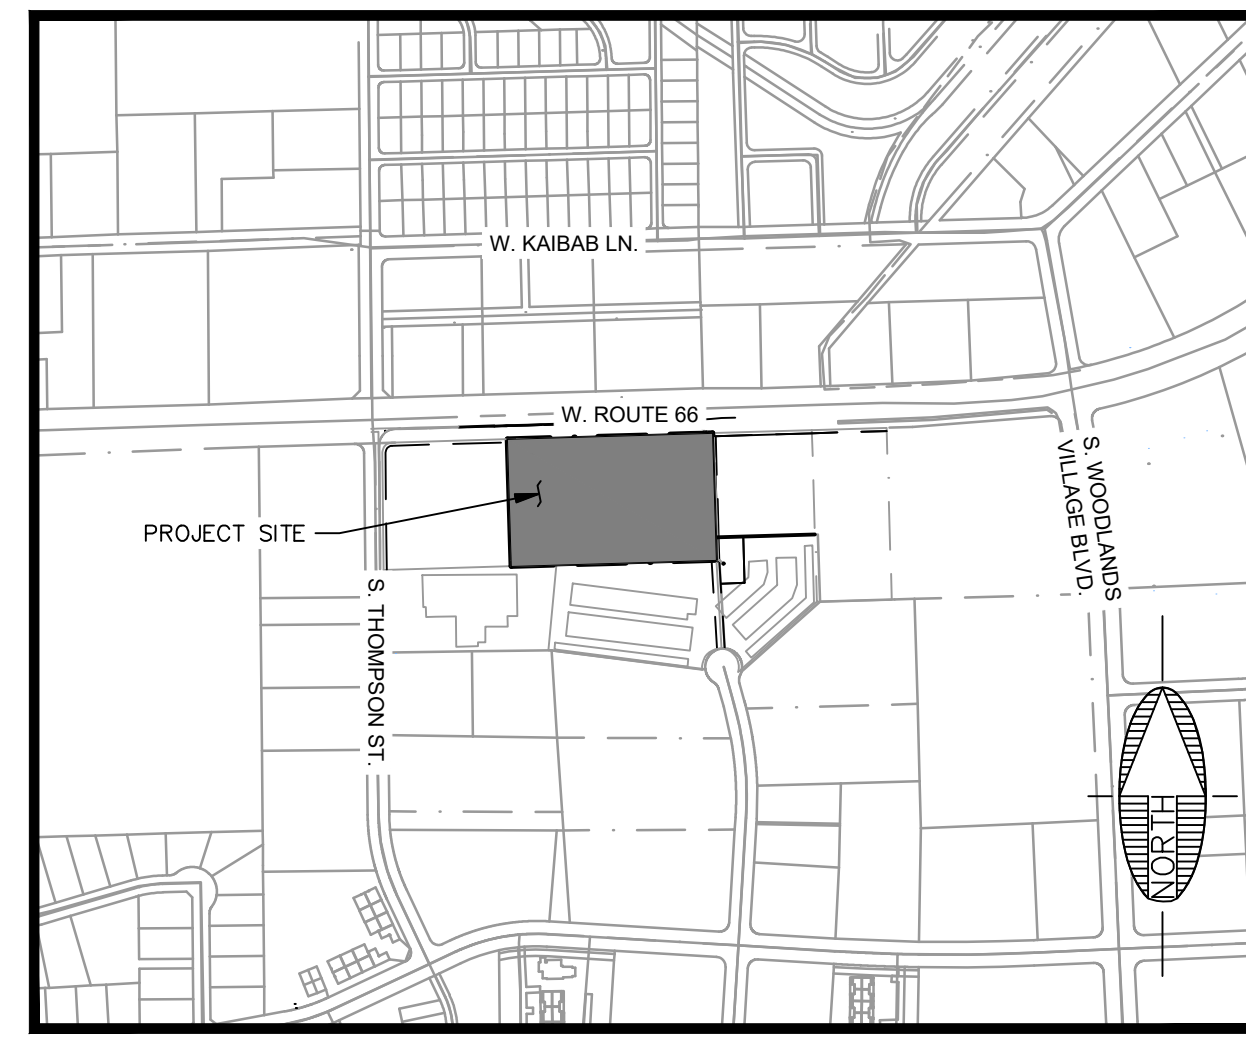 W. KAIBAB LN.
W. ROUTE 66
S. WOODLANDS
VILLAGE BLVD.
PROJECT SITE
S. THOMPSON ST.
NORTH